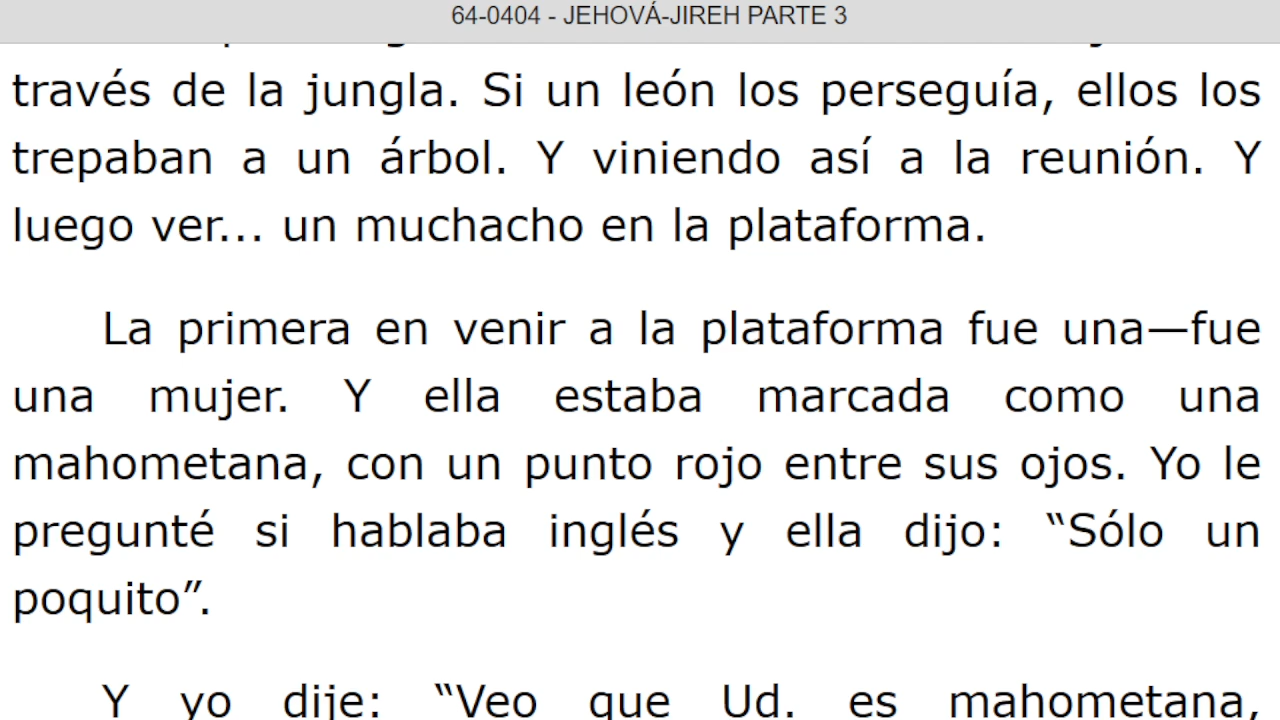 64-0404 - JEHOVÁ-JIREH PARTE 3
través de la jungla. Si un león los perseguía, ellos los
trepaban a un árbol. Y viniendo así a la reunión. Y
luego ver... un muchacho en la plataforma.
La primera en venir a la plataforma fue una—fue
una mujer. Y ella estaba marcada como una
mahometana, con un punto rojo entre sus ojos. Yo le
pregunté si hablaba inglés y ella dijo: “Sólo un
poquito”.
Y yo dije: “Veo que Ud. es mahometana,